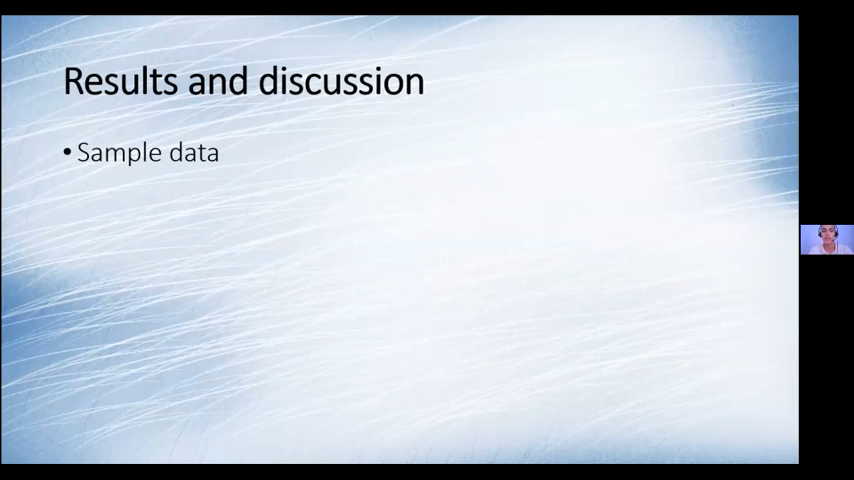 Results and discussion
• Sample data